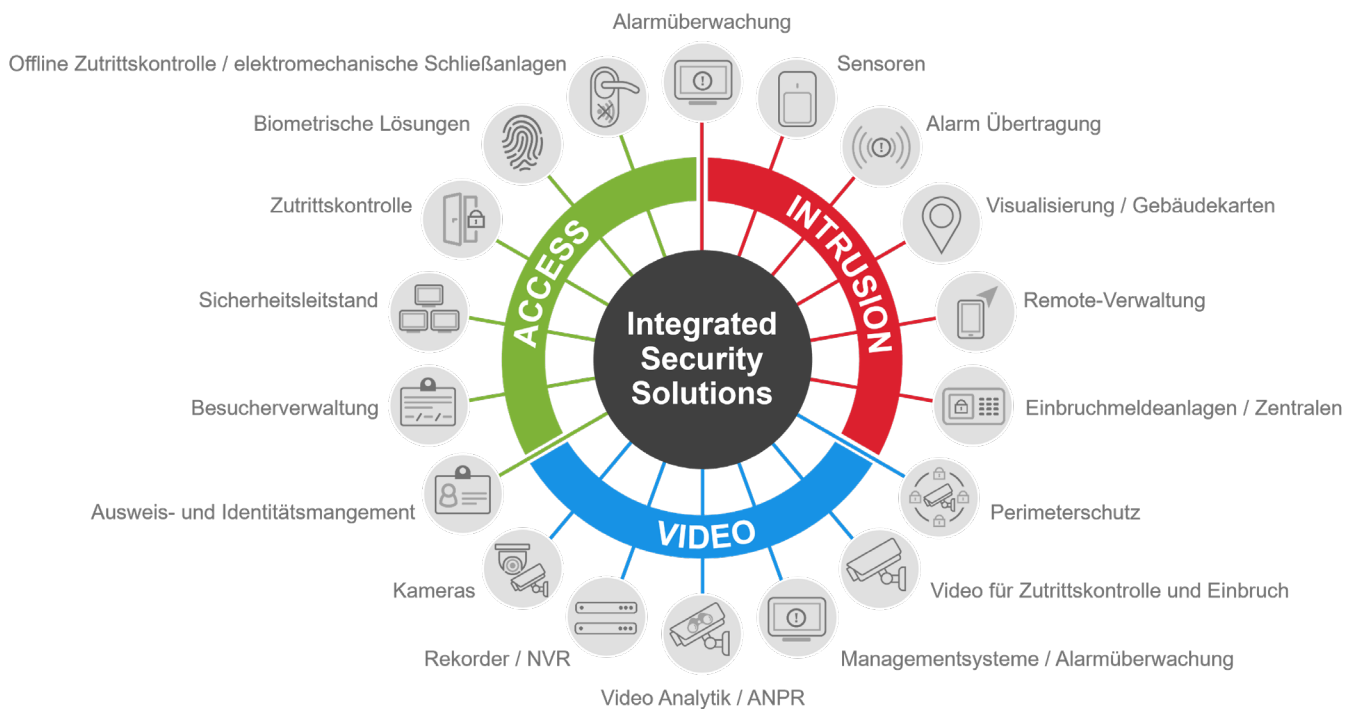 Alarmüberwachung
Offline Zutrittskontrolle / elektromechanische Schließanlagen
Sensoren
Biometrische Lösungen
Alarm Übertragung
Zutrittskontrolle
Visualisierung / Gebäudekarten
Sicherheitsleitstand
Remote-Verwaltung
Besucherverwaltung
Einbruchmeldeanlagen / Zentralen
Ausweis- und Identitätsmangement
Perimeterschutz
Kameras
Video für Zutrittskontrolle und Einbruch
Rekorder / NVR
Managementsysteme / Alarmüberwachung
Video Analytik / ANPR
ACCESS
INTRUSION
VIDEO
Integrated
Security
Solutions